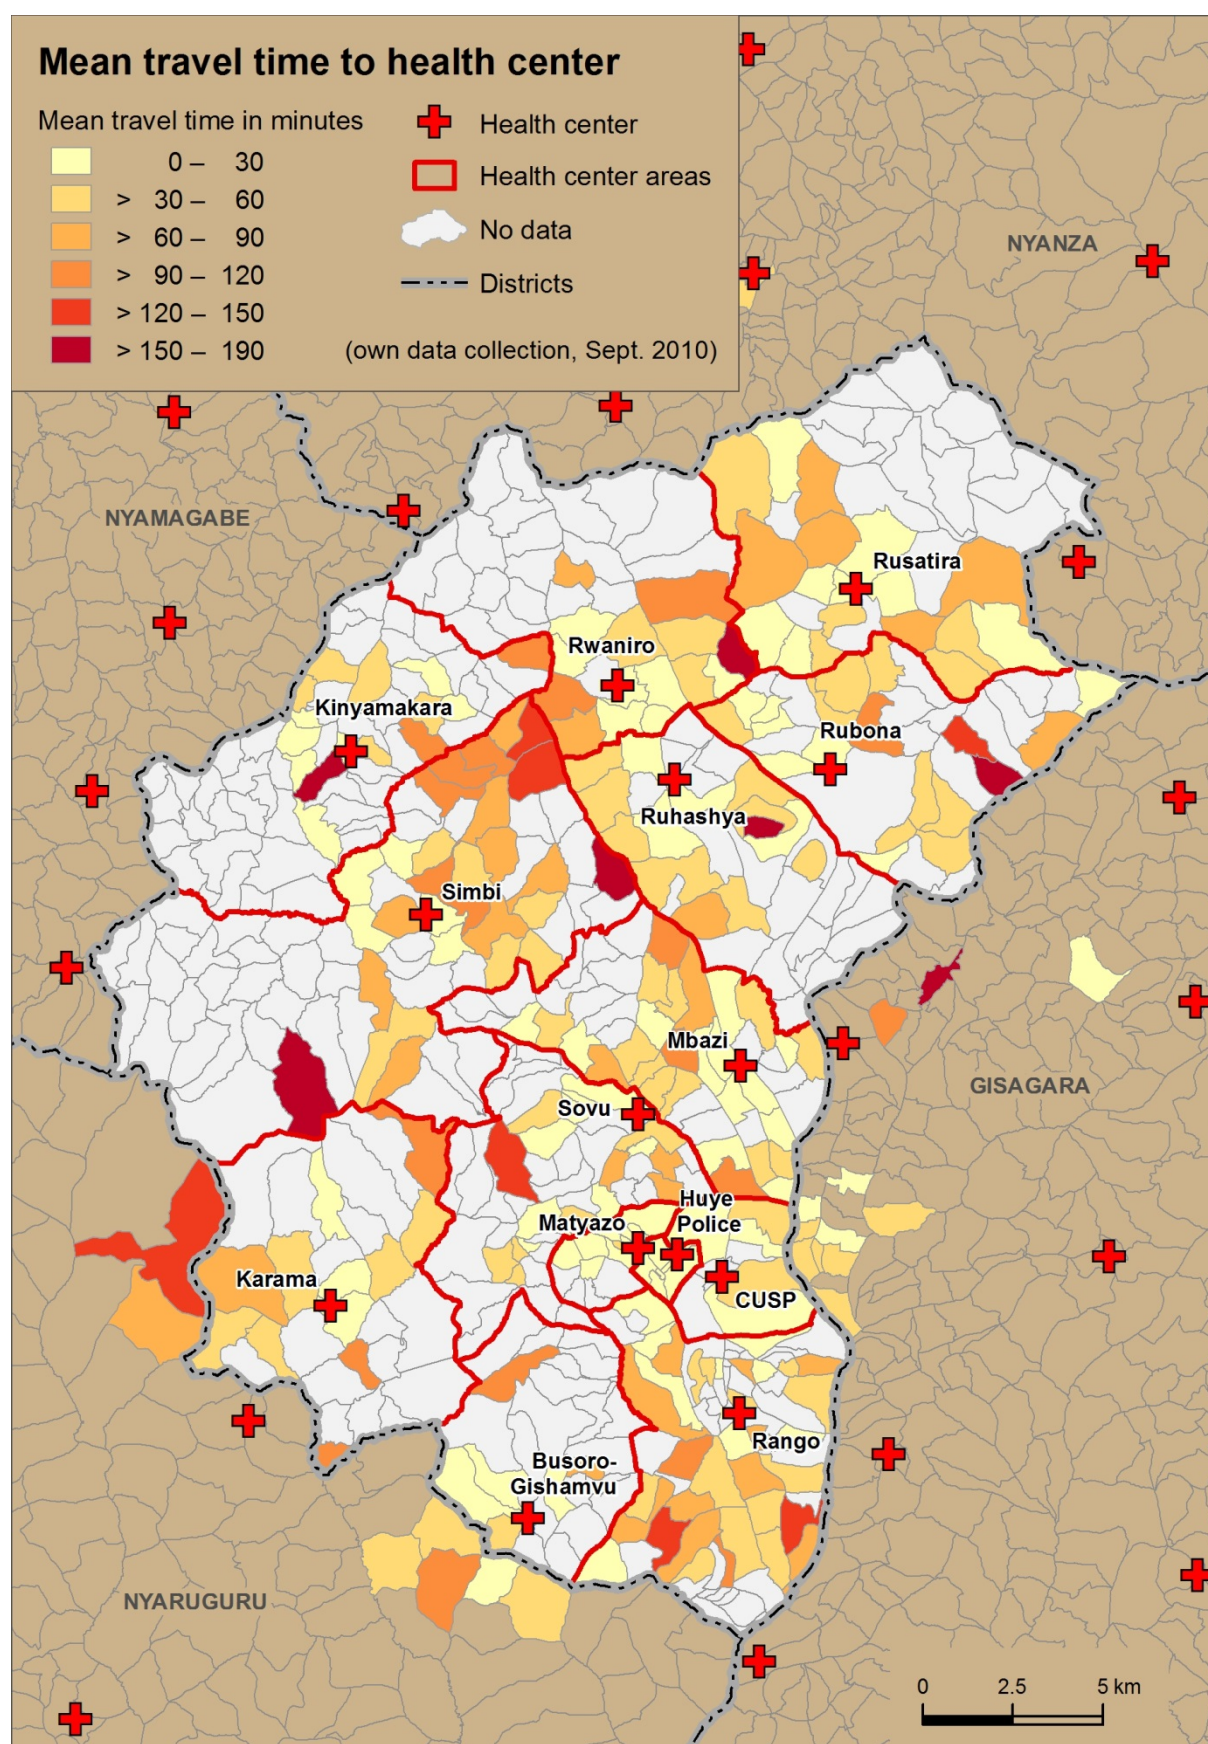 Mean travel time to health center
Mean travel time in minutes
0 – 30
> 30 – 60
> 60 – 90
> 90 – 120
> 120 – 150
> 150 – 190
Health center
Health center areas
No data
Districts
(own data collection, Sept. 2010)
NYANZA
NYAMAGABE
Rusatira
Rwaniro
Kinyamakara
Rubona
Ruhashya
Simbi
Mbazi
GISAGARA
Sovu
Huye
Police
Matyazo
Karama
CUSP
Rango
Busoro-
Gishamvu
NYARUGURU
0 2.5 5 km